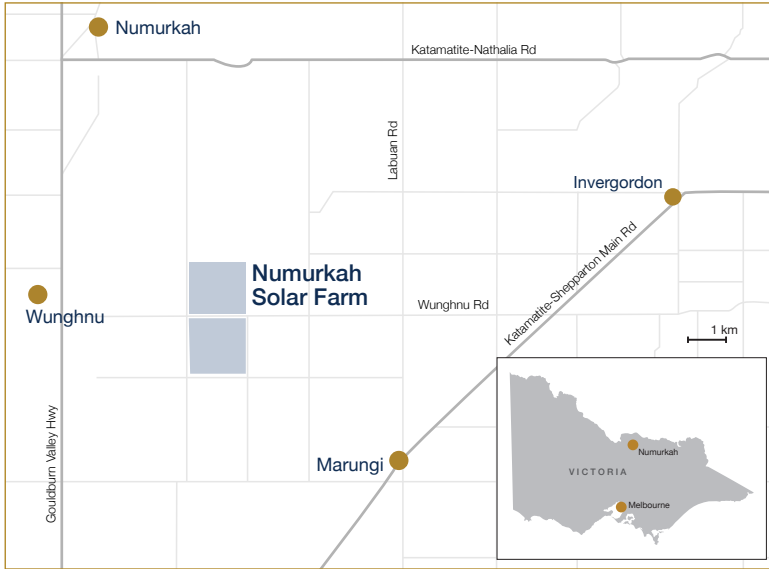 Numurkah
Katamatite-Nathalia Rd
Labuan Rd
Invergordon
Katamatite-Shepparton Main Rd
Numurkah
Solar Farm
Wunghnu
Wunghnu Rd
1 km
Gouldburn Valley Hwy
Marungi
Numurkah
VICTORIA
Melbourne